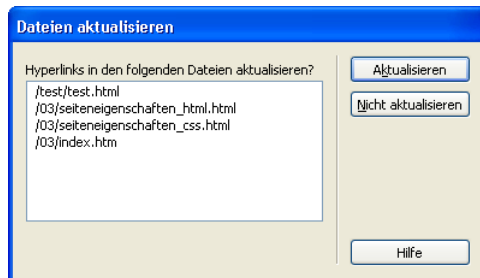 Dateien aktualisieren
Hyperlinks in den folgenden Dateien aktualisieren?
/test/test.html
/03/seiteneigenschaften_html.html
/03/seiteneigenschaften_css.html
/03/index.htm
Aktualisieren
Nicht aktualisieren
Hilfe